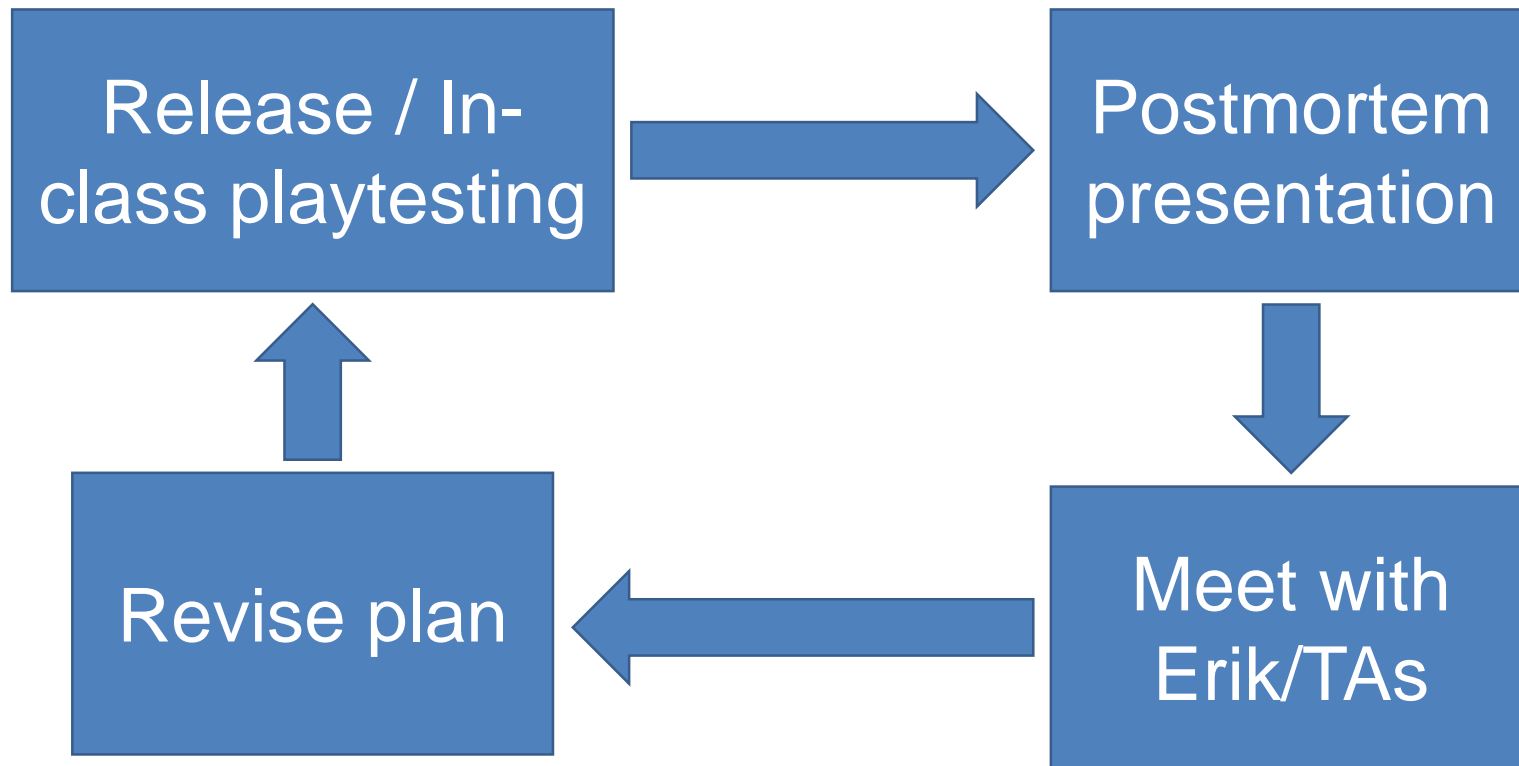 Release / In-
class playtesting
Postmortem
presentation
Revise plan
Meet with
Erik/TAs